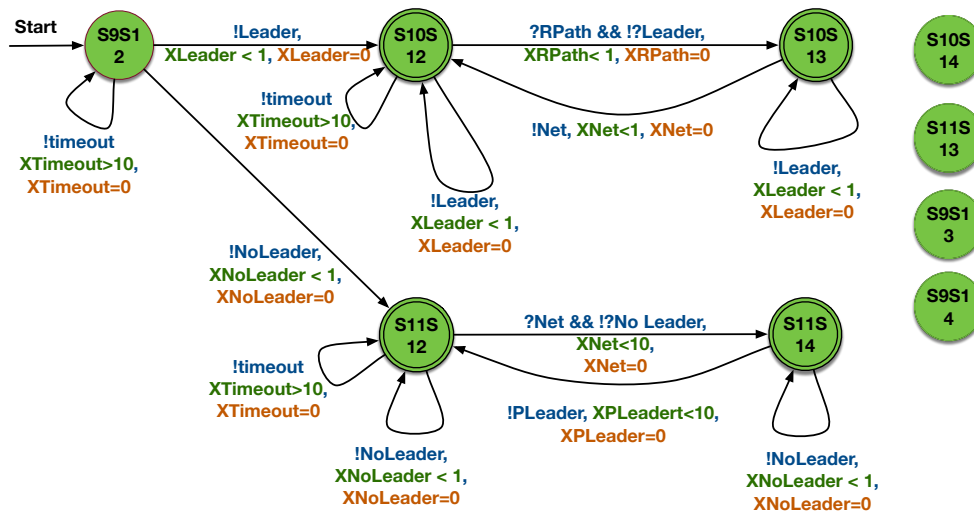 Start
S9S1
2
!Leader,
XLeader < 1, XLeader=0
S10S
12
?RPath && !?Leader,
XRPath< 1, XRPath=0
S10S
13
S10S
14
!timeout
XTimeout>10,
XTimeout=0
!timeout
XTimeout>10,
XTimeout=0
!Net, XNet<1, XNet=0
S11S
13
!Leader,
XLeader < 1,
XLeader=0
!Leader,
XLeader < 1,
XLeader=0
S9S1
3
!NoLeader,
XNoLeader < 1,
XNoLeader=0
S9S1
4
S11S
12
?Net && !?No Leader,
XNet<10,
XNet=0
S11S
14
!timeout
XTimeout>10,
XTimeout=0
!PLeader, XPLeadert<10,
XPLeader=0
!NoLeader,
XNoLeader < 1,
XNoLeader=0
!NoLeader,
XNoLeader < 1,
XNoLeader=0